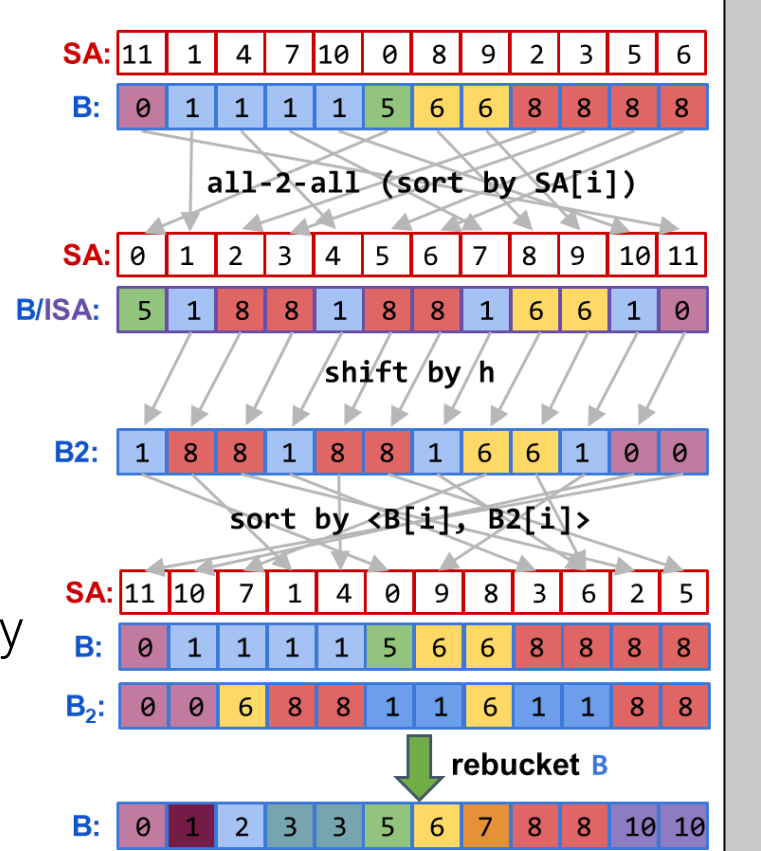 SA: 11 1 4 7 10 0 8 9 2 3 5 6
B: 0 1 1 1 1 5 6 6 8 8 8 8
all-2-all (sort by SA[i])
SA: 0 1 2 3 4 5 6 7 8 9 10 11
B/ISA: 5 1 8 8 1 8 8 1 6 6 1 0
shift by h
B2: 1 8 8 1 8 8 1 6 6 1 0 0
sort by <B[i], B2[i]>
SA: 11 10 7 1 4 0 9 8 3 6 2 5
y
B: 0 1 1 1 1 5 6 6 8 8 8 8
B₂: 0 0 6 8 8 1 1 6 1 1 8 8
rebucket B
B: 0 1 2 3 3 5 6 7 8 8 10 10